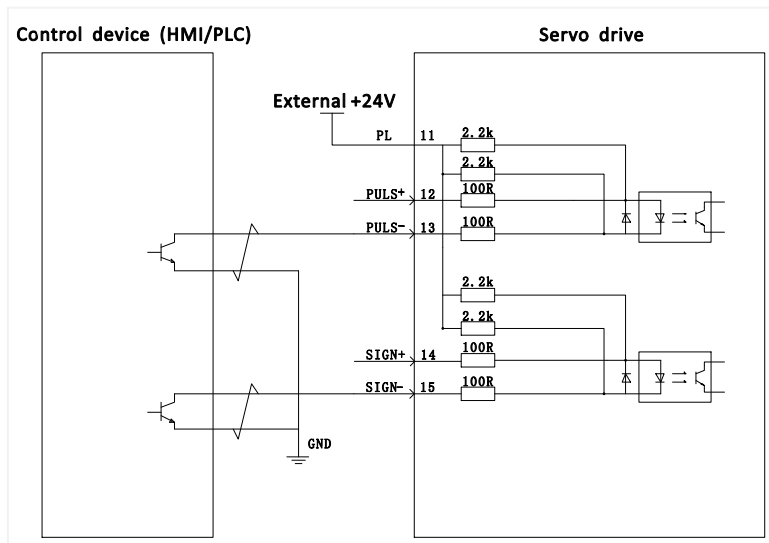 Control device (HMI/PLC)
Servo drive
External +24V
PL 11 2.2k
2.2k
PULS+ 12 100R
PULS- 13 100R
2.2k
2.2k
SIGN+ 14 100R
SIGN- 15 100R
GND